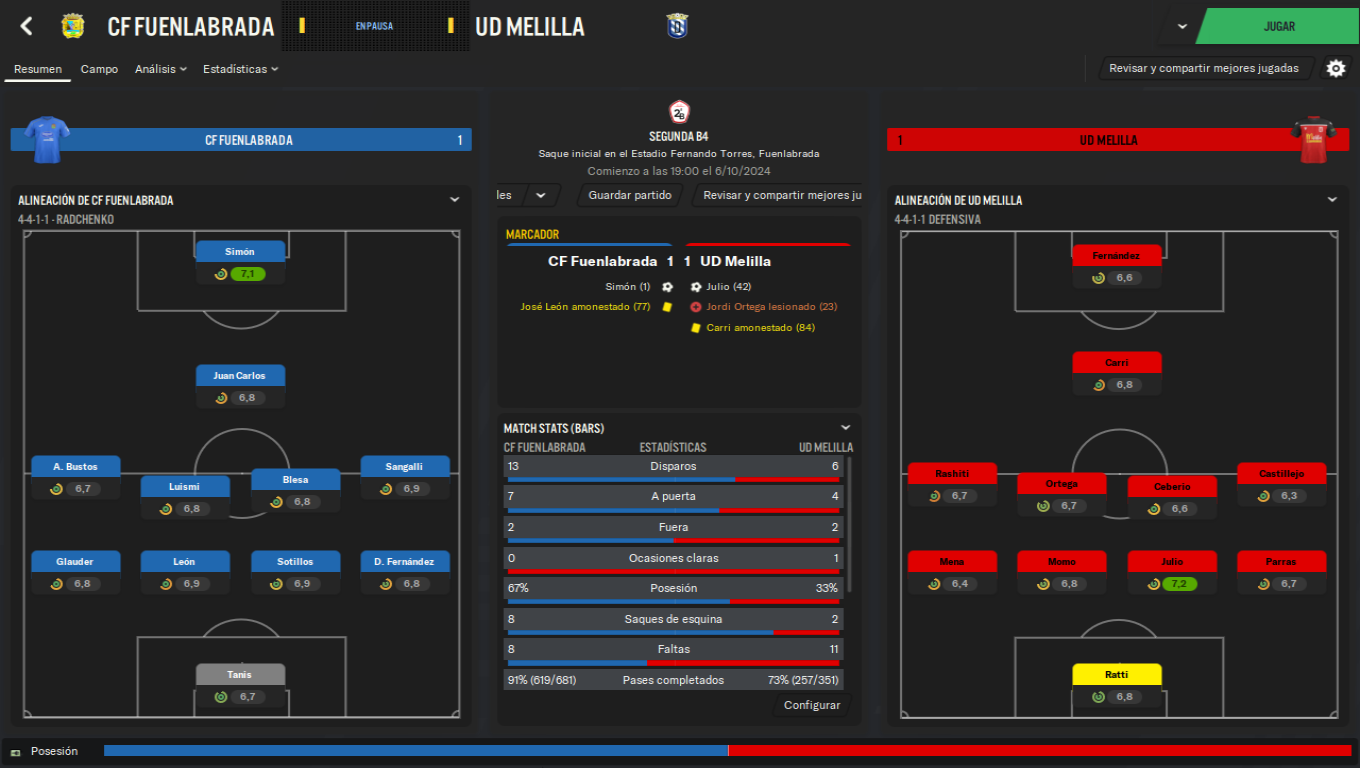 CF FUENLABRADA
EN PAUSA
UD MELILLA
JUGAR
Resumen
Campo
Análisis
Estadísticas
Revisar y compartir mejores jugadas
CF FUENLABRADA 1
2B
SEGUNDA B4
Saque inicial en el Estadio Fernando Torres, Fuenlabrada
Comienzo a las 19:00 el 6/10/2024
les
Guardar partido
Revisar y compartir mejores ju
1 UD MELILLA
ALINEACIÓN DE CF FUENLABRADA
4-4-1-1 - RADCHENKO
Simón
7,1
Juan Carlos
6,8
A. Bustos
6,7
Luismi
6,8
Blesa
6,8
Sangalli
6,9
Glauder
6,8
León
6,9
Sotillos
6,9
D. Fernández
6,8
Tanis
6,7
MARCADOR
CF Fuenlabrada 1 1 UD Melilla
Simón (1) Julio (42)
José León amonestado (77) Jordi Ortega lesionado (23)
Carri amonestado (84)
MATCH STATS (BARS)
CF FUENLABRADA ESTADÍSTICAS UD MELILLA
13 Disparos 6
7 A puerta 4
2 Fuera 2
0 Ocasiones claras 1
67% Posesión 33%
8 Saques de esquina 2
8 Faltas 11
91% (619/681) Pases completados 73% (257/351)
Configurar
ALINEACIÓN DE UD MELILLA
4-4-1-1 DEFENSIVA
Fernández
6,6
Carri
6,8
Rashiti
6,7
Ortega
6,7
Ceberio
6,6
Castillejo
6,3
Mena
6,4
Momo
6,8
Julio
7,2
Parras
6,7
Ratti
6,8
Posesión